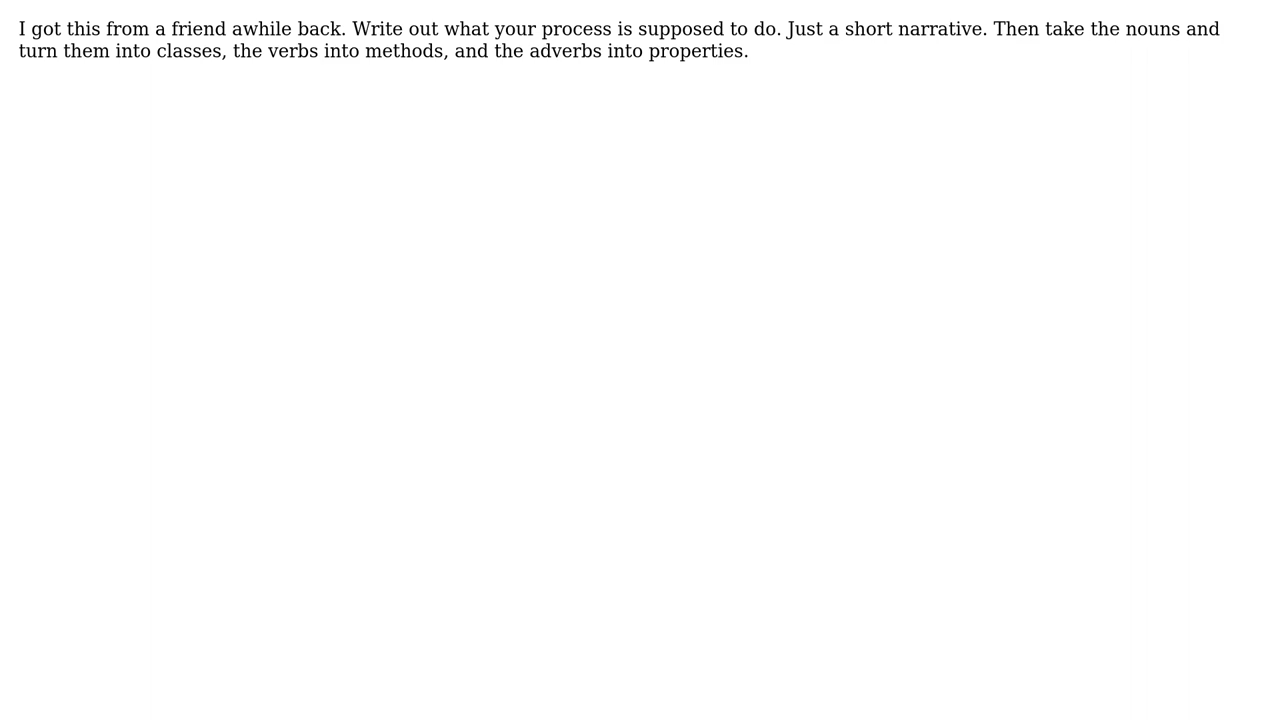 I got this from a friend awhile back. Write out what your process is supposed to do. Just a short narrative. Then take the nouns and
turn them into classes, the verbs into methods, and the adverbs into properties.